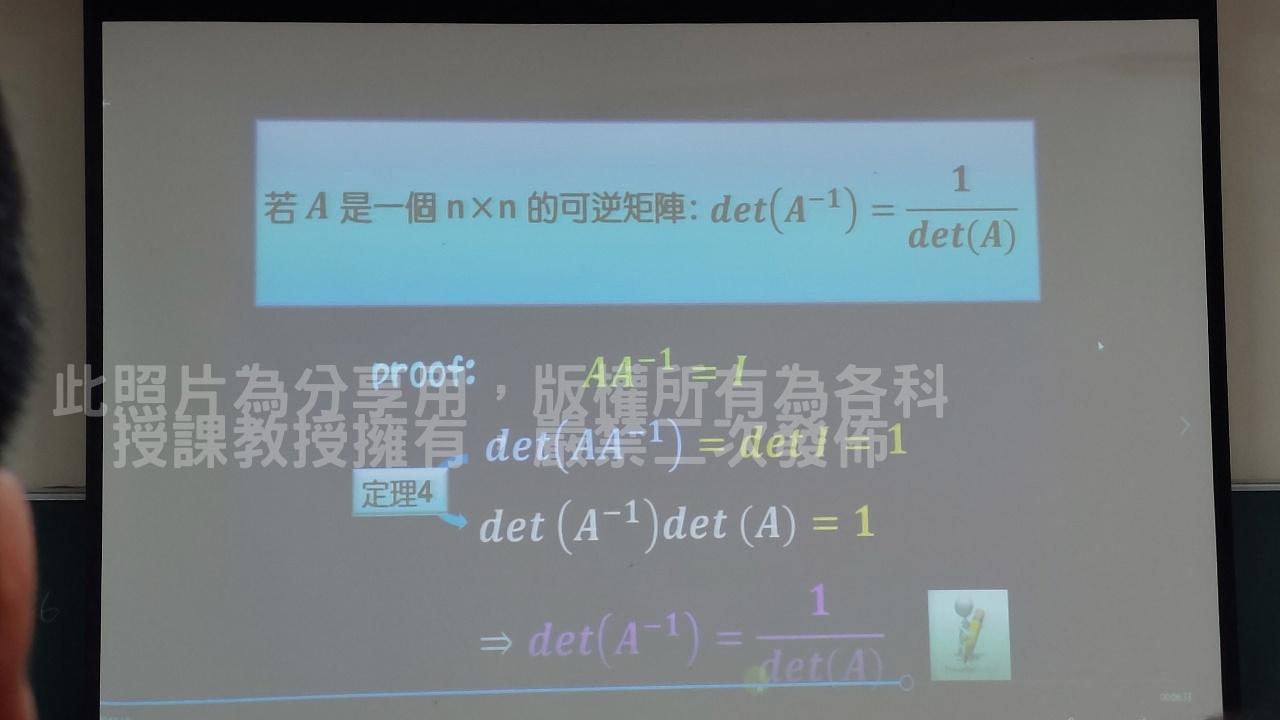 若 A 是一個 n×n 的可逆矩陣: det(A⁻¹) = 1/det(A)
proof: AA⁻¹ = I
此照片為分享用，版權所有為各科
授課教授擁有，嚴禁二次發佈
det(AA⁻¹) = det I = 1
定理4
det (A⁻¹)det (A) = 1
⇒ det(A⁻¹) = 1/det(A)
6